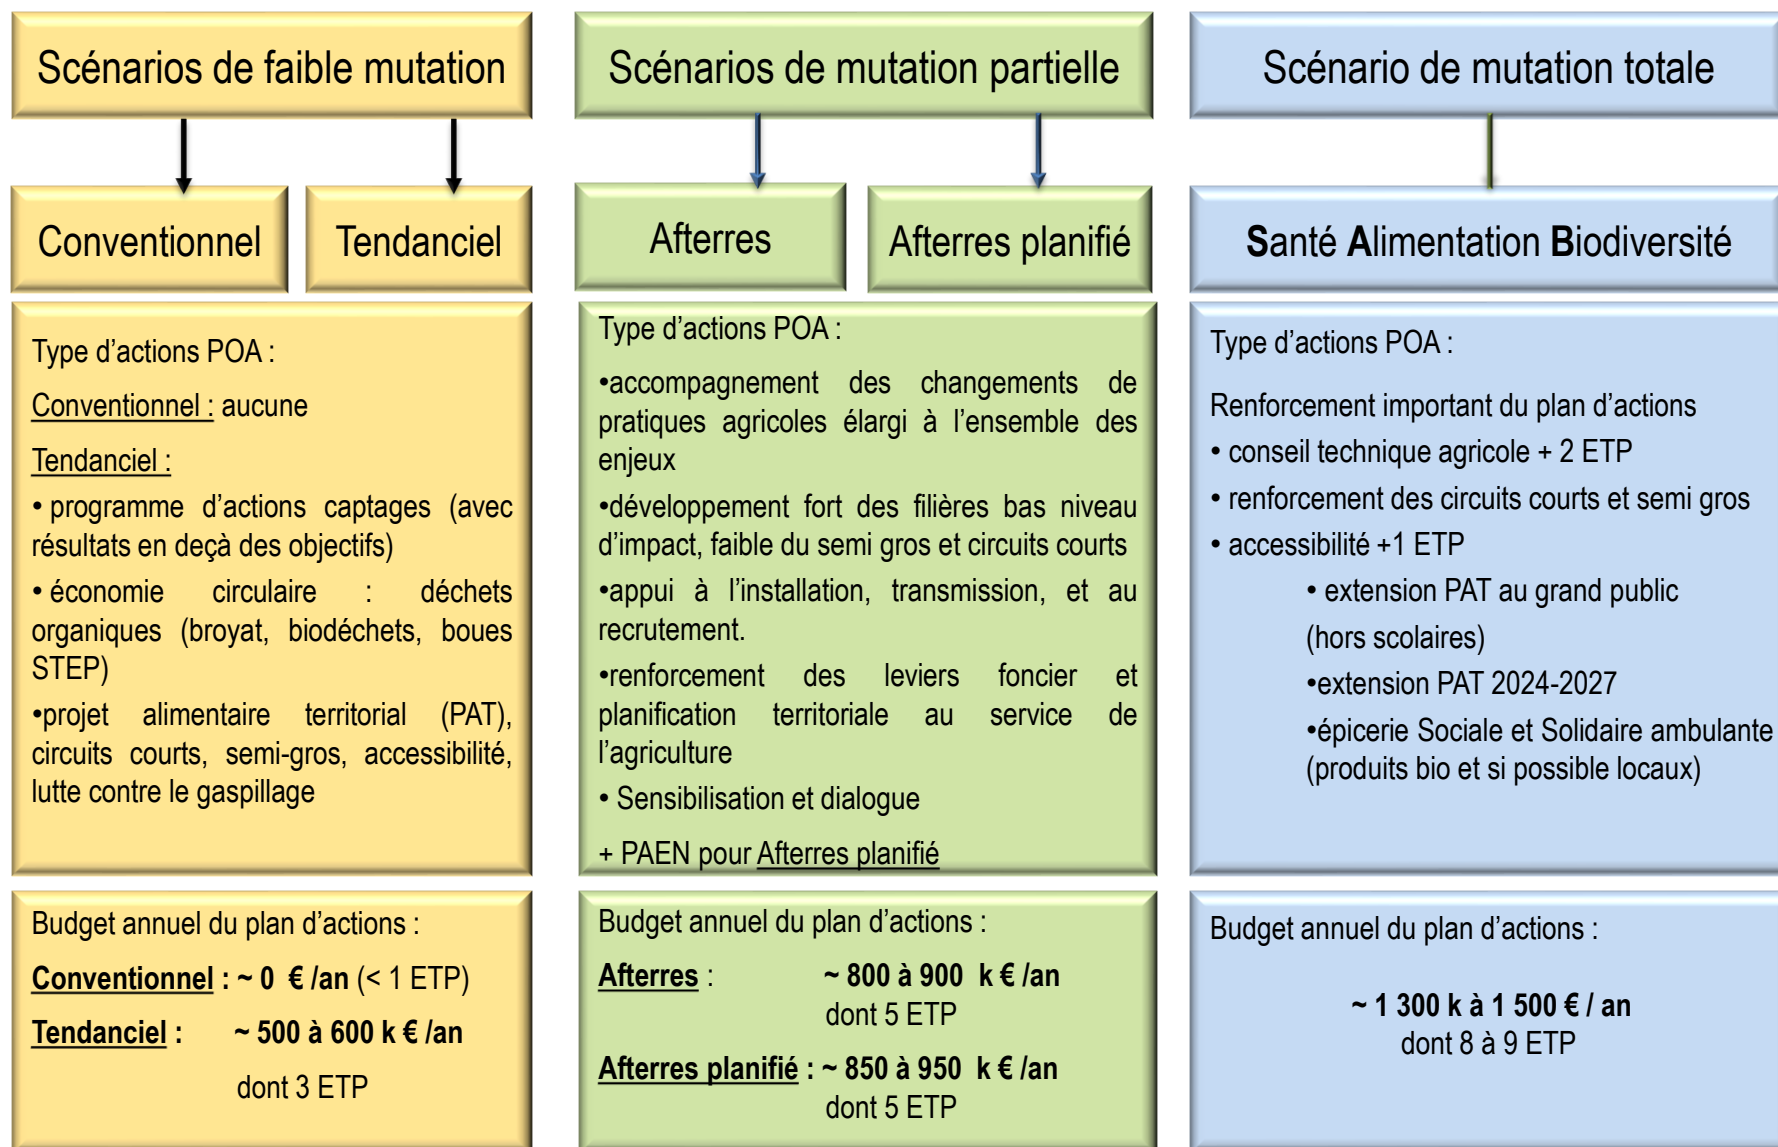 Scénarios de faible mutation
Conventionnel
Tendanciel
Type d’actions POA :
Conventionnel : aucune
Tendanciel :
• programme d’actions captages (avec
résultats en deçà des objectifs)
• économie circulaire : déchets
organiques (broyat, biodéchets, boues
STEP)
•projet alimentaire territorial (PAT),
circuits courts, semi-gros, accessibilité,
lutte contre le gaspillage
Budget annuel du plan d’actions :
Conventionnel : ~ 0 € /an (< 1 ETP)
Tendanciel : ~ 500 à 600 k € /an
dont 3 ETP
Scénarios de mutation partielle
Afterres
Afterres planifié
Type d’actions POA :
•accompagnement des changements de
pratiques agricoles élargi à l’ensemble des
enjeux
•développement fort des filières bas niveau
d’impact, faible du semi gros et circuits courts
•appui à l’installation, transmission, et au
recrutement.
•renforcement des leviers foncier et
planification territoriale au service de
l’agriculture
• Sensibilisation et dialogue
+ PAEN pour Afterres planifié
Budget annuel du plan d’actions :
Afterres : ~ 800 à 900 k € /an
dont 5 ETP
Afterres planifié : ~ 850 à 950 k € /an
dont 5 ETP
Scénario de mutation totale
Santé Alimentation Biodiversité
Type d’actions POA :
Renforcement important du plan d’actions
• conseil technique agricole + 2 ETP
• renforcement des circuits courts et semi gros
• accessibilité +1 ETP
• extension PAT au grand public
(hors scolaires)
•extension PAT 2024-2027
•épicerie Sociale et Solidaire ambulante
(produits bio et si possible locaux)
Budget annuel du plan d’actions :
~ 1 300 k à 1 500 € / an
dont 8 à 9 ETP